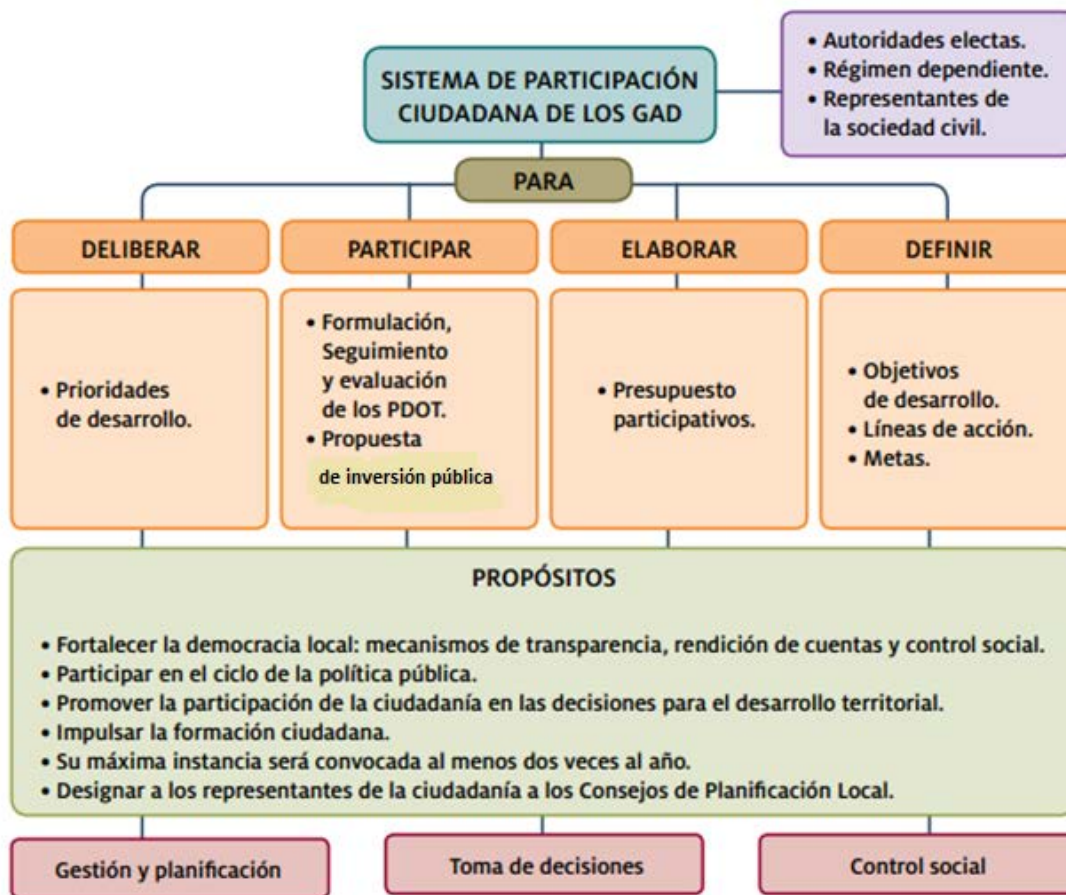 SISTEMA DE PARTICIPACIÓN
CIUDADANA DE LOS GAD
• Autoridades electas.
• Régimen dependiente.
• Representantes de
la sociedad civil.
PARA
DELIBERAR
PARTICIPAR
ELABORAR
DEFINIR
• Prioridades
de desarrollo.
• Formulación,
Seguimiento
y evaluación
de los PDOT.
• Propuesta
de inversión pública
• Presupuesto
participativos.
• Objetivos
de desarrollo.
• Líneas de acción.
• Metas.
PROPÓSITOS
• Fortalecer la democracia local: mecanismos de transparencia, rendición de cuentas y control social.
• Participar en el ciclo de la política pública.
• Promover la participación de la ciudadanía en las decisiones para el desarrollo territorial.
• Impulsar la formación ciudadana.
• Su máxima instancia será convocada al menos dos veces al año.
• Designar a los representantes de la ciudadanía a los Consejos de Planificación Local.
Gestión y planificación
Toma de decisiones
Control social